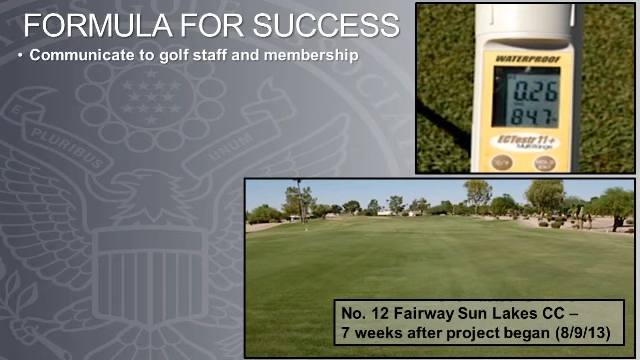 FORMULA FOR SUCCESS
• Communicate to golf staff and membership
WATERPROOF
0.26
84.7
ECTestr 11+
MultiRange
E PLURIBUS UNUM
No. 12 Fairway Sun Lakes CC –
7 weeks after project began (8/9/13)